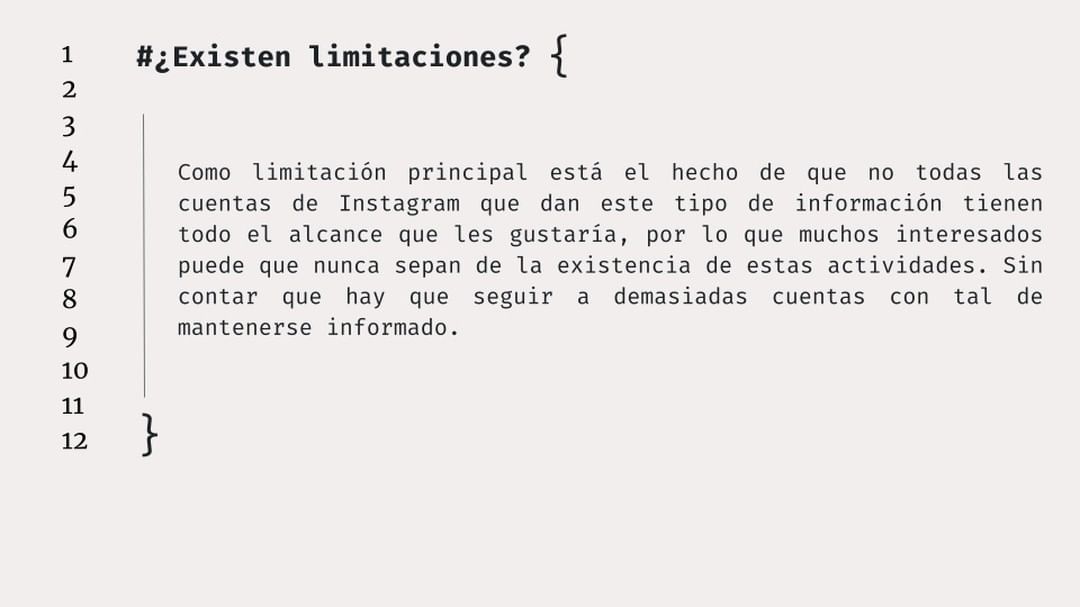 1 #¿Existen limitaciones? {
2
3
4 Como limitación principal está el hecho de que no todas las
5 cuentas de Instagram que dan este tipo de información tienen
6 todo el alcance que les gustaría, por lo que muchos interesados
7 puede que nunca sepan de la existencia de estas actividades. Sin
8 contar que hay que seguir a demasiadas cuentas con tal de
9 mantenerse informado.
10
11
12 }